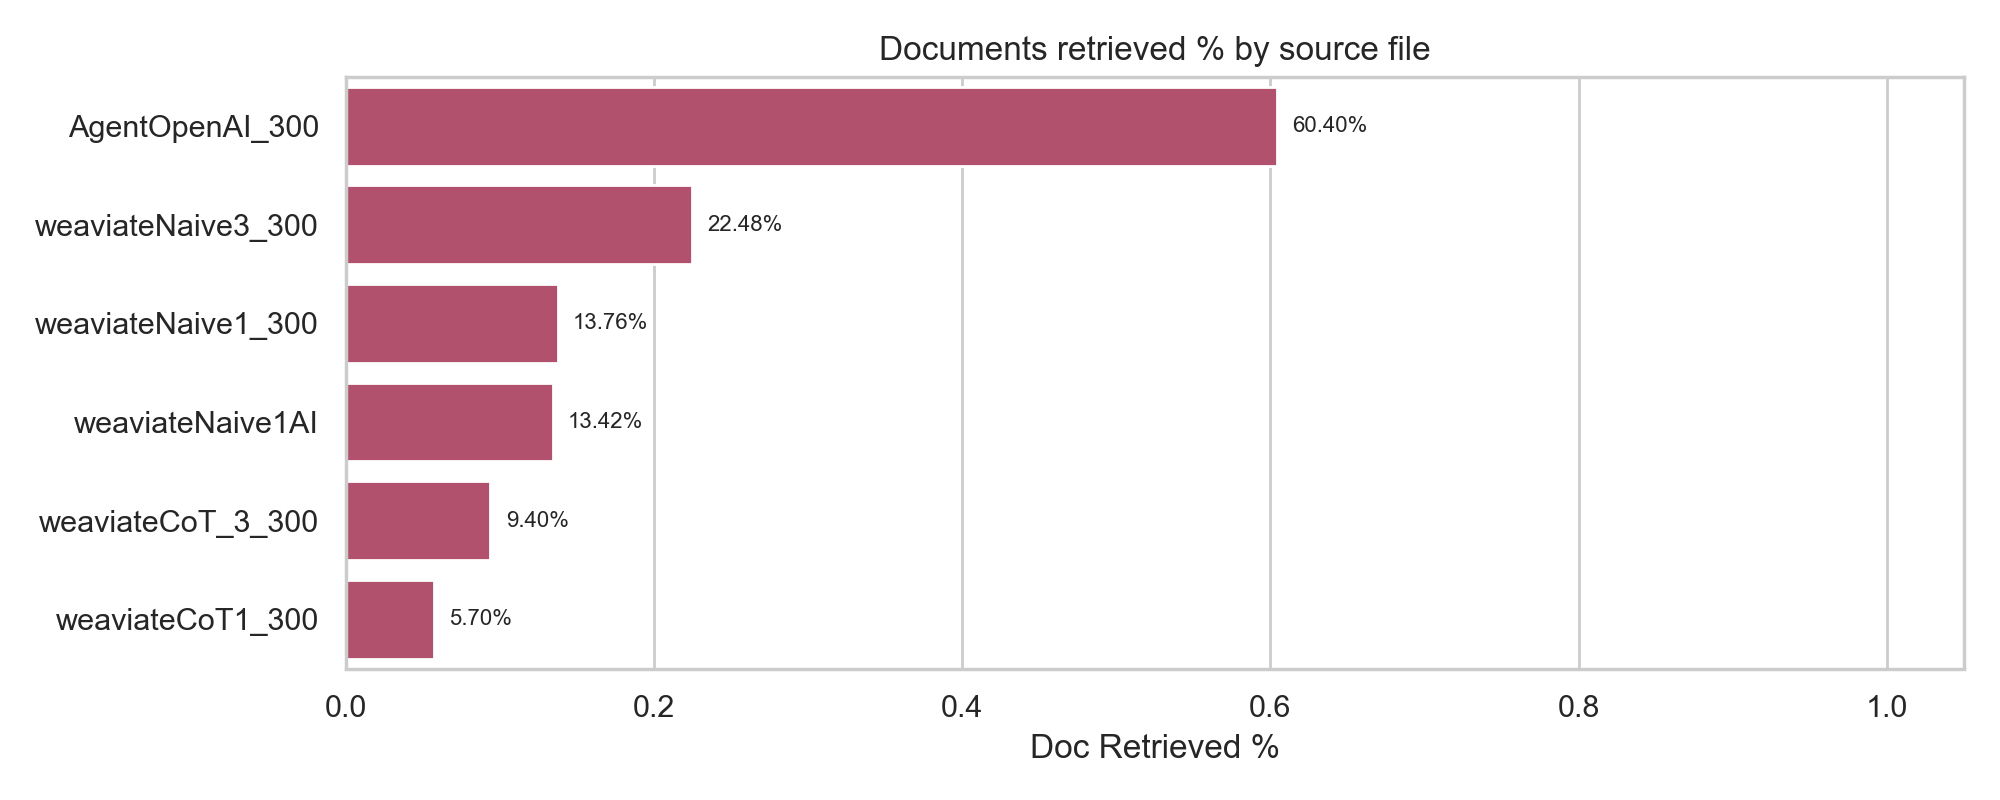 Documents retrieved % by source file
AgentOpenAI_300
60.40%
weaviateNaive3_300
22.48%
weaviateNaive1_300
13.76%
weaviateNaive1AI
13.42%
weaviateCoT_3_300
9.40%
weaviateCoT1_300
5.70%
0.0 0.2 0.4 0.6 0.8 1.0
Doc Retrieved %